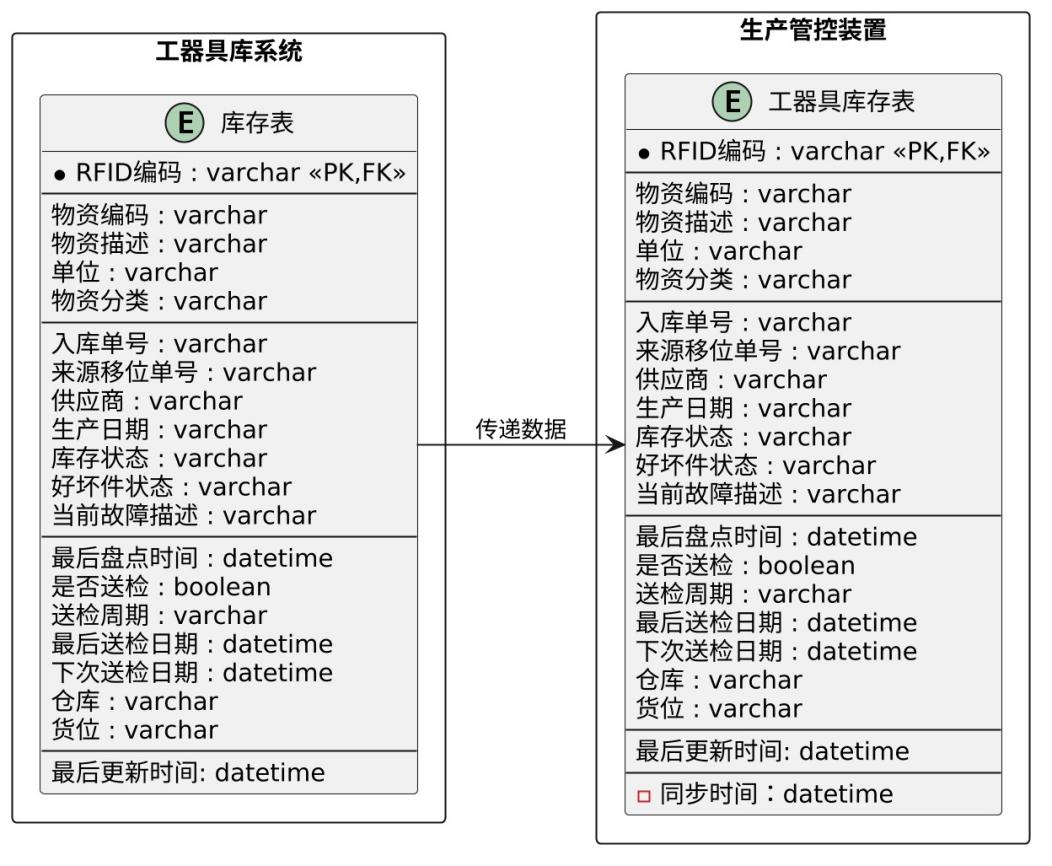 工器具库系统
E 库存表
RFID编码 : varchar «PK,FK»
物资编码 : varchar
物资描述 : varchar
单位 : varchar
物资分类 : varchar
入库单号 : varchar
来源移位单号 : varchar
供应商 : varchar
生产日期 : varchar
库存状态 : varchar
好坏件状态 : varchar
当前故障描述 : varchar
最后盘点时间 : datetime
是否送检 : boolean
送检周期 : varchar
最后送检日期 : datetime
下次送检日期 : datetime
仓库 : varchar
货位 : varchar
最后更新时间: datetime
传递数据
生产管控装置
E 工器具库存表
RFID编码 : varchar «PK,FK»
物资编码 : varchar
物资描述 : varchar
单位 : varchar
物资分类 : varchar
入库单号 : varchar
来源移位单号 : varchar
供应商 : varchar
生产日期 : varchar
库存状态 : varchar
好坏件状态 : varchar
当前故障描述 : varchar
最后盘点时间 : datetime
是否送检 : boolean
送检周期 : varchar
最后送检日期 : datetime
下次送检日期 : datetime
仓库 : varchar
货位 : varchar
最后更新时间: datetime
同步时间：datetime